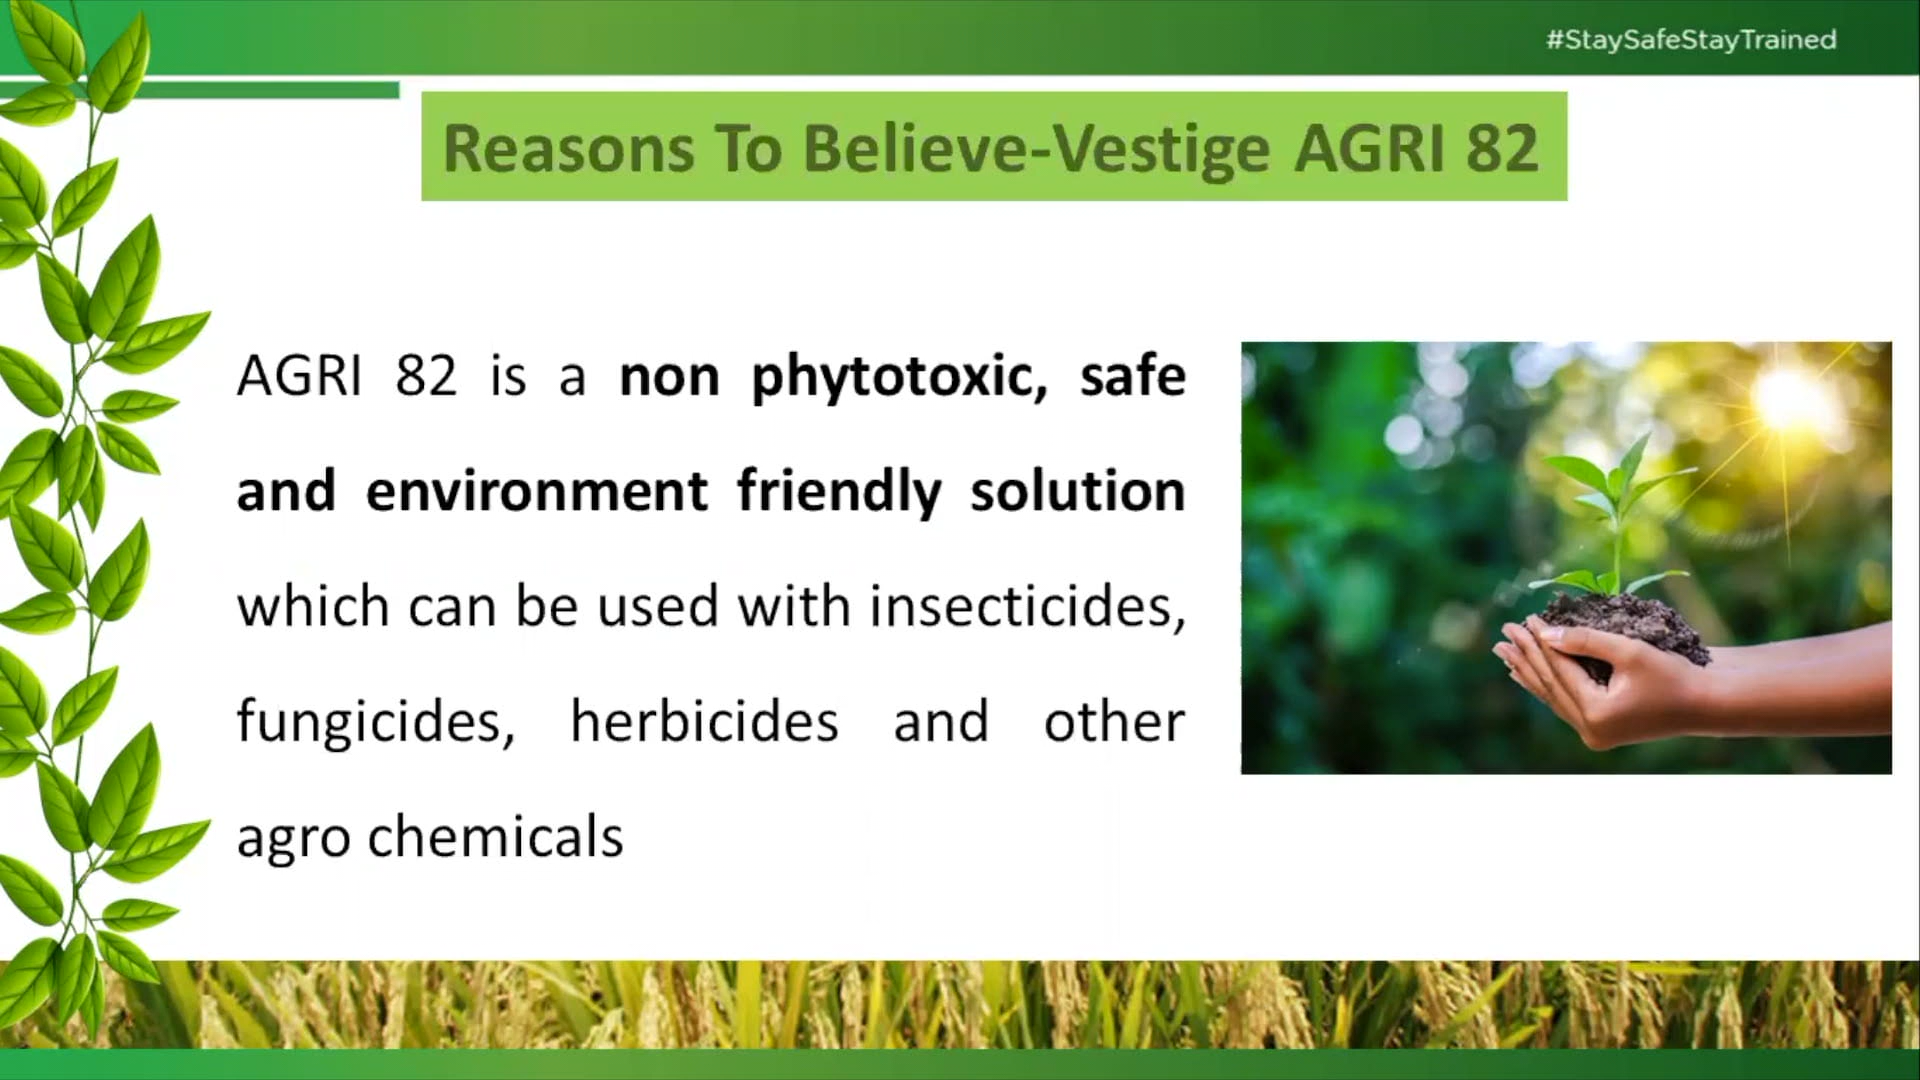 #StaySafeStayTrained
Reasons To Believe-Vestige AGRI 82
AGRI 82 is a non phytotoxic, safe
and environment friendly solution
which can be used with insecticides,
fungicides, herbicides and other
agro chemicals